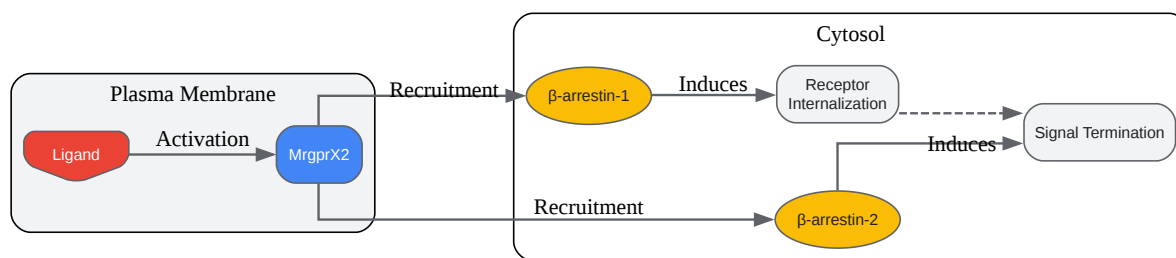 Cytosol
Plasma Membrane
Recruitment
β-arrestin-1
Induces
Receptor
Internalization
Ligand
Activation
MrgprX2
Induces
Signal Termination
Recruitment
β-arrestin-2